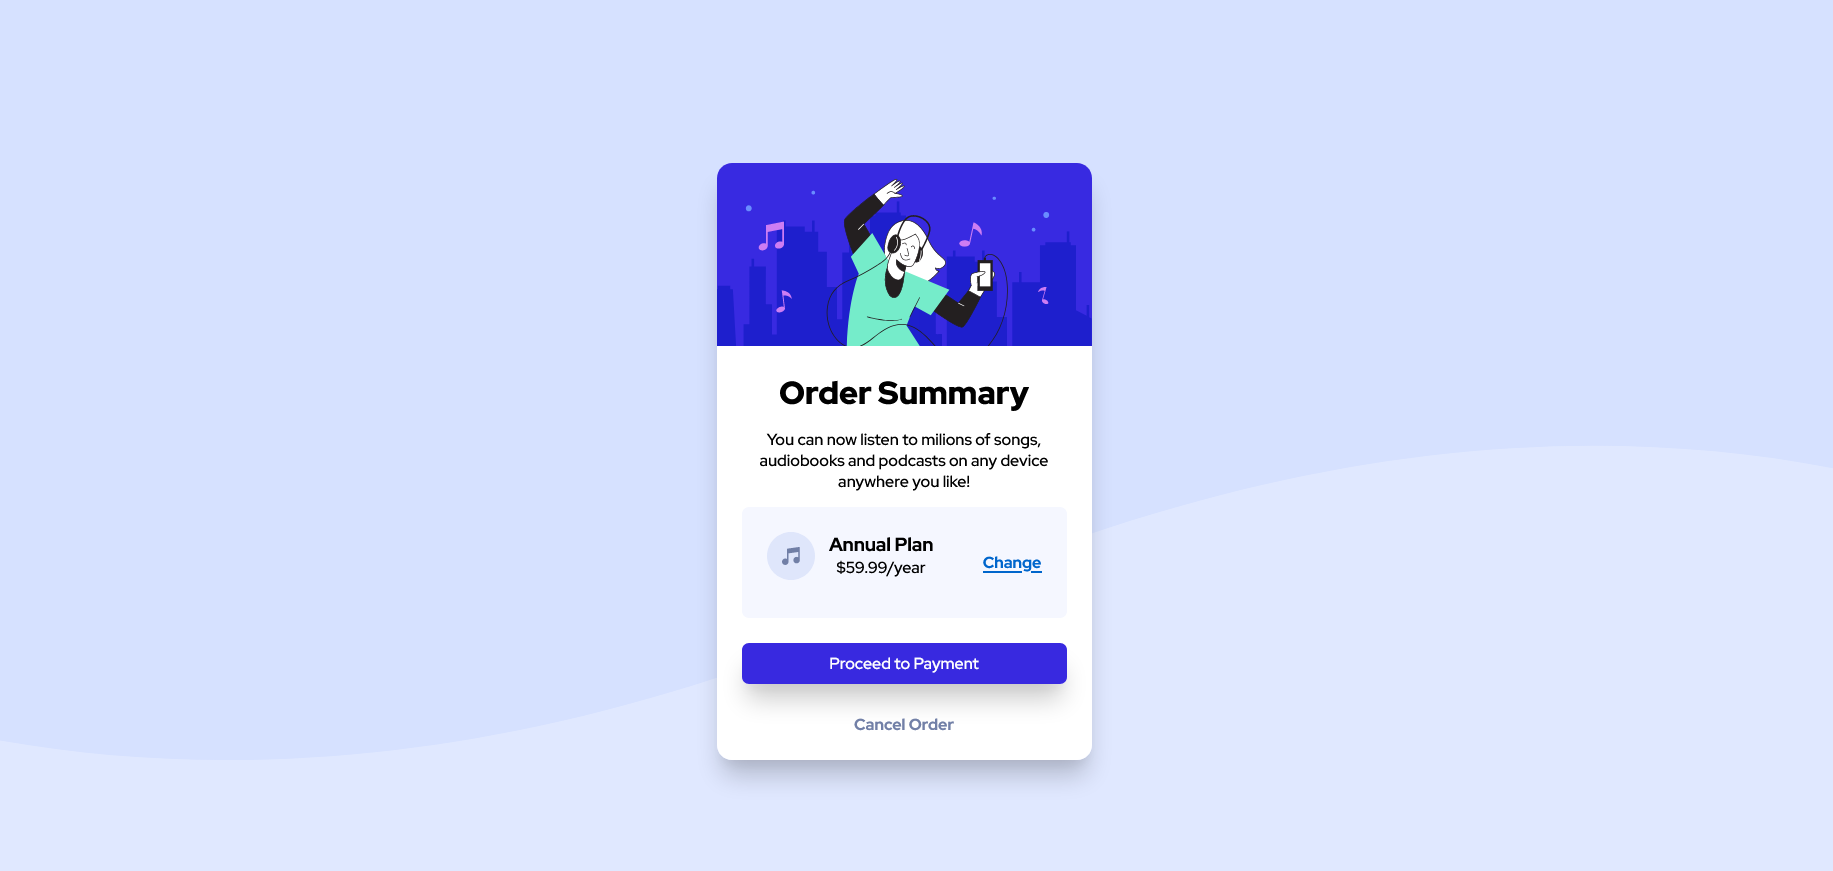 Order Summary
You can now listen to milions of songs,
audiobooks and podcasts on any device
anywhere you like!
Annual Plan
$59.99/year
Change
Proceed to Payment
Cancel Order